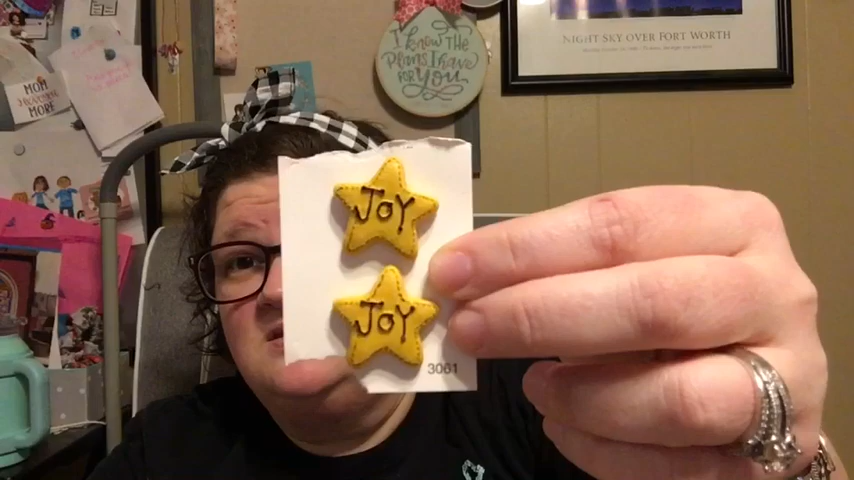 I know THE
Plans I have
FOR YOU
NIGHT SKY OVER FORT WORTH
MOM
MORE
JOY
JOY
3061